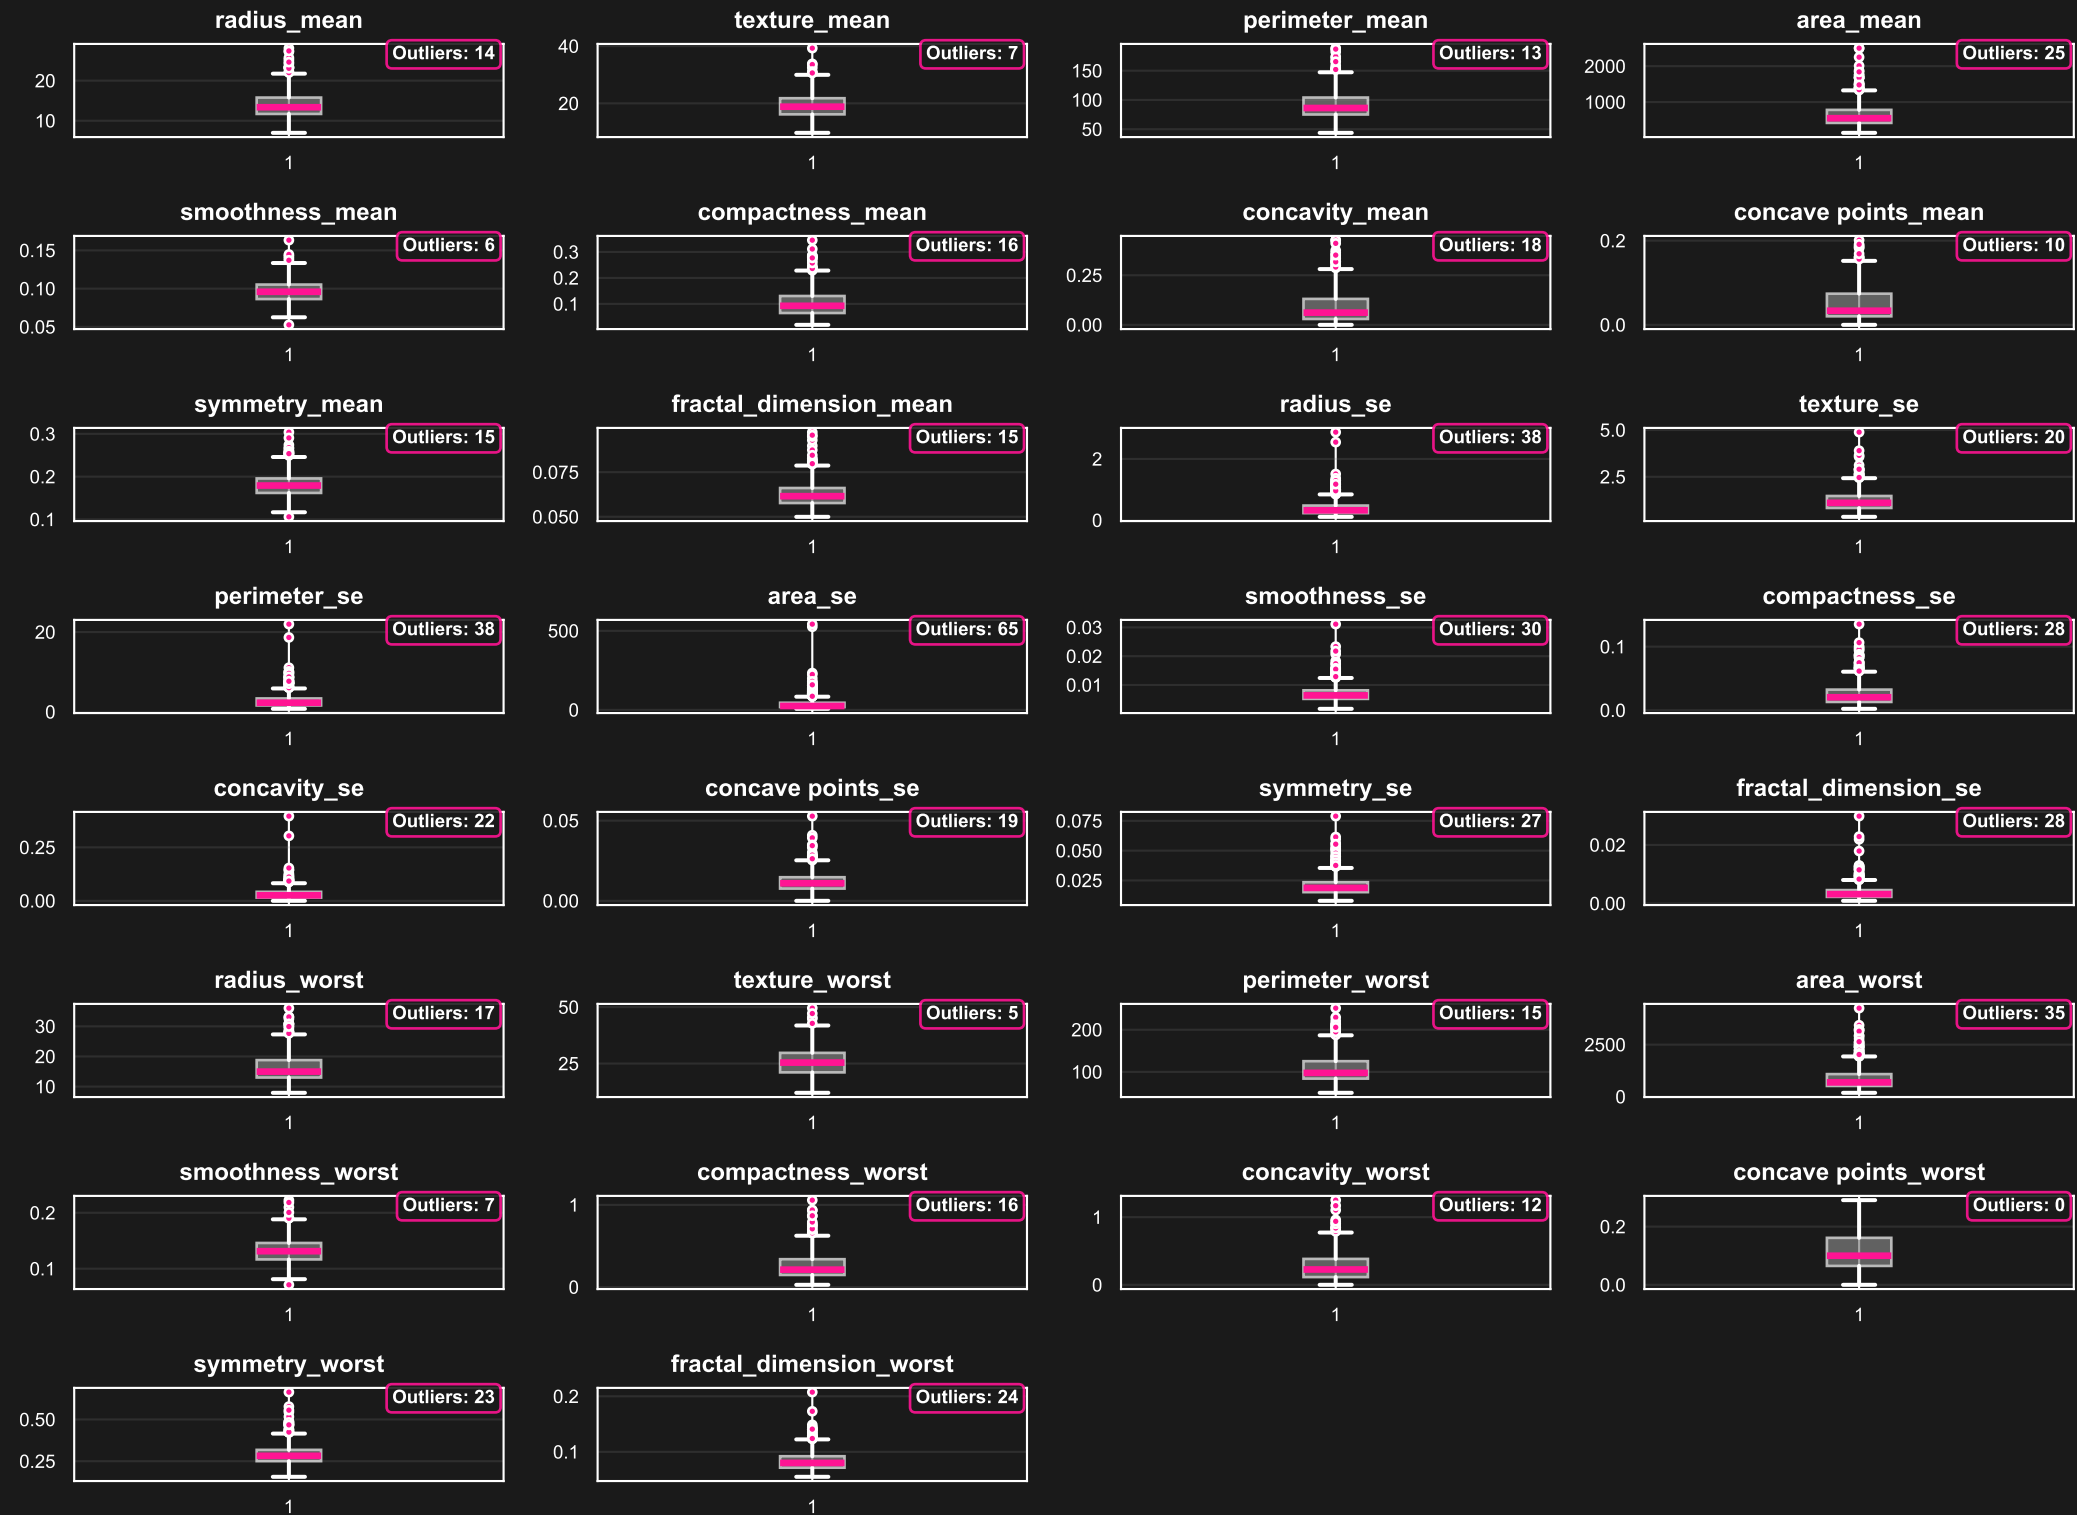 radius_mean
Outliers: 14
20
10
1
texture_mean
Outliers: 7
40
20
1
perimeter_mean
Outliers: 13
150
100
50
1
area_mean
Outliers: 25
2000
1000
1
smoothness_mean
Outliers: 6
0.15
0.10
0.05
1
compactness_mean
Outliers: 16
0.3
0.2
0.1
1
concavity_mean
Outliers: 18
0.25
0.00
1
concave points_mean
Outliers: 10
0.2
0.0
1
symmetry_mean
Outliers: 15
0.3
0.2
0.1
1
fractal_dimension_mean
Outliers: 15
0.075
0.050
1
radius_se
Outliers: 38
2
0
1
texture_se
Outliers: 20
5.0
2.5
1
perimeter_se
Outliers: 38
20
0
1
area_se
Outliers: 65
500
0
1
smoothness_se
Outliers: 30
0.03
0.02
0.01
1
compactness_se
Outliers: 28
0.1
0.0
1
concavity_se
Outliers: 22
0.25
0.00
1
concave points_se
Outliers: 19
0.05
0.00
1
symmetry_se
Outliers: 27
0.075
0.050
0.025
1
fractal_dimension_se
Outliers: 28
0.02
0.00
1
radius_worst
Outliers: 17
30
20
10
1
texture_worst
Outliers: 5
50
25
1
perimeter_worst
Outliers: 15
200
100
1
area_worst
Outliers: 35
2500
0
1
smoothness_worst
Outliers: 7
0.2
0.1
1
compactness_worst
Outliers: 16
1
0
1
concavity_worst
Outliers: 12
1
0
1
concave points_worst
Outliers: 0
0.2
0.0
1
symmetry_worst
Outliers: 23
0.50
0.25
1
fractal_dimension_worst
Outliers: 24
0.2
0.1
1